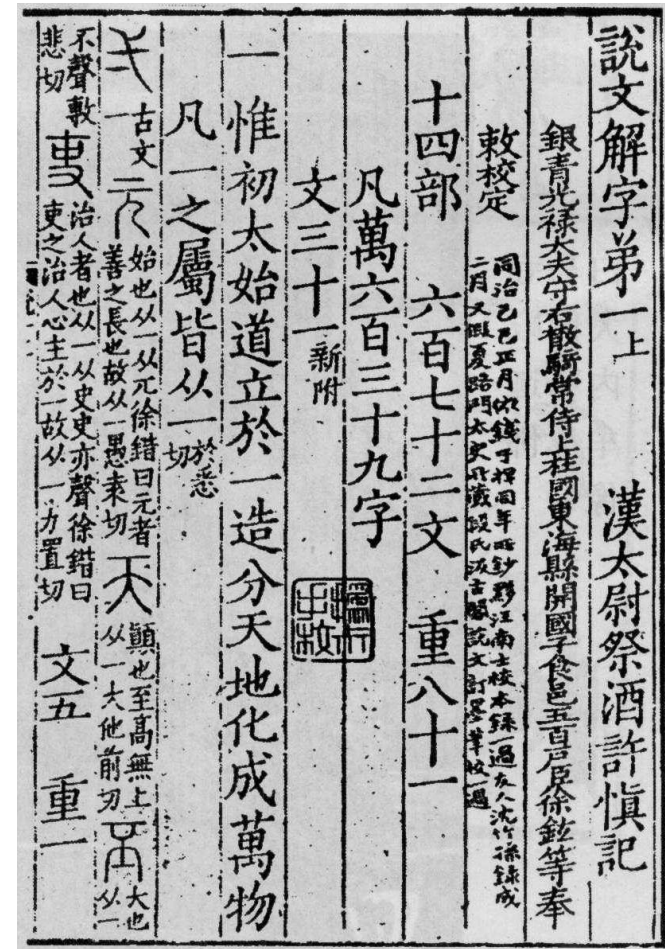 說文解字弟一上　漢太尉祭酒許慎記
銀青光祿大夫守右散騎常侍上柱國東海縣開國子食邑五百戶臣徐鉉等奉
敕校定
同治己巳正月
十四部　六百七十二文　重八十一
凡萬六百三十九字
文三十一新附
一惟初太始道立於一造分天地化成萬物
凡一之屬皆从一於悉切
弌古文一元始也从一从兀徐鍇曰元者善之長也故从一愚袁切天顛也至高無上从一大他前切丕大也从一
不聲敷悲切吏治人者也从一从史史亦聲徐鍇曰吏之治人心主於一故从一力置切　文五　重一